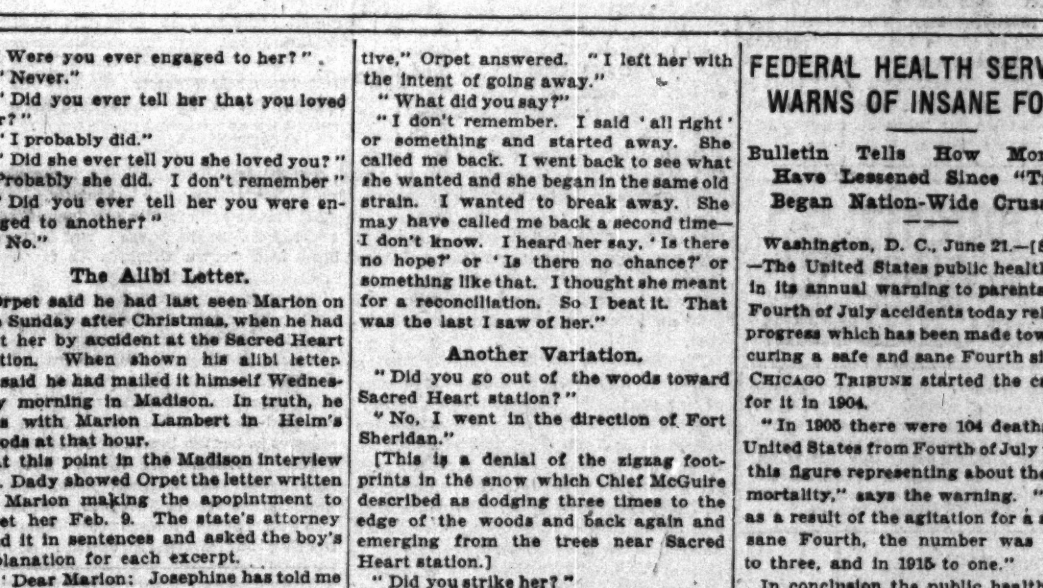 Were you ever engaged to her?"
"Never."
"Did you ever tell her that you loved
r?"
"I probably did."
"Did she ever tell you she loved you?"
Probably she did. I don't remember"
"Did you ever tell her you were en-
ged to another?"
No."
The Alibi Letter.
Orpet said he had last seen Marion on
Sunday after Christmas, when he had
t her by accident at the Sacred Heart
tion. When shown his alibi letter
said he had mailed it himself Wednes-
y morning in Madison. In truth, he
s with Marion Lambert in Helm's
ods at that hour.
t this point in the Madison interview
. Dady showed Orpet the letter written
Marion making the apopintment to
et her Feb. 9. The state's attorney
d it in sentences and asked the boy's
planation for each excerpt.
"Dear Marion: Josephine has told me
tive," Orpet answered. "I left her with
the intent of going away."
"What did you say?"
"I don't remember. I said 'all right'
or something and started away. She
called me back. I went back to see what
she wanted and she began in the same old
strain. I wanted to break away. She
may have called me back a second time—
I don't know. I heard her say, 'Is there
no hope?' or 'Is there no chance?' or
something like that. I thought she meant
for a reconciliation. So I beat it. That
was the last I saw of her."
Another Variation.
"Did you go out of the woods toward
Sacred Heart station?"
"No, I went in the direction of Fort
Sheridan."
[This is a denial of the zigzag foot-
prints in the snow which Chief McGuire
described as dodging three times to the
edge of the woods and back again and
emerging from the trees near Sacred
Heart station.]
"Did you strike her?"
FEDERAL HEALTH SERV
WARNS OF INSANE FO
Bulletin Tells How Mor
Have Lessened Since "T
Began Nation-Wide Crus
Washington, D. C., June 21.—[S
—The United States public health
in its annual warning to parents
Fourth of July accidents today rel
progress which has been made tow
curing a safe and sane Fourth si
CHICAGO TRIBUNE started the c
for it in 1904.
"In 1905 there were 104 deaths
United States from Fourth of July
this figure representing about the
mortality," says the warning. "
as a result of the agitation for a s
sane Fourth, the number was
to three, and in 1915 to one."
In conclusion the public health